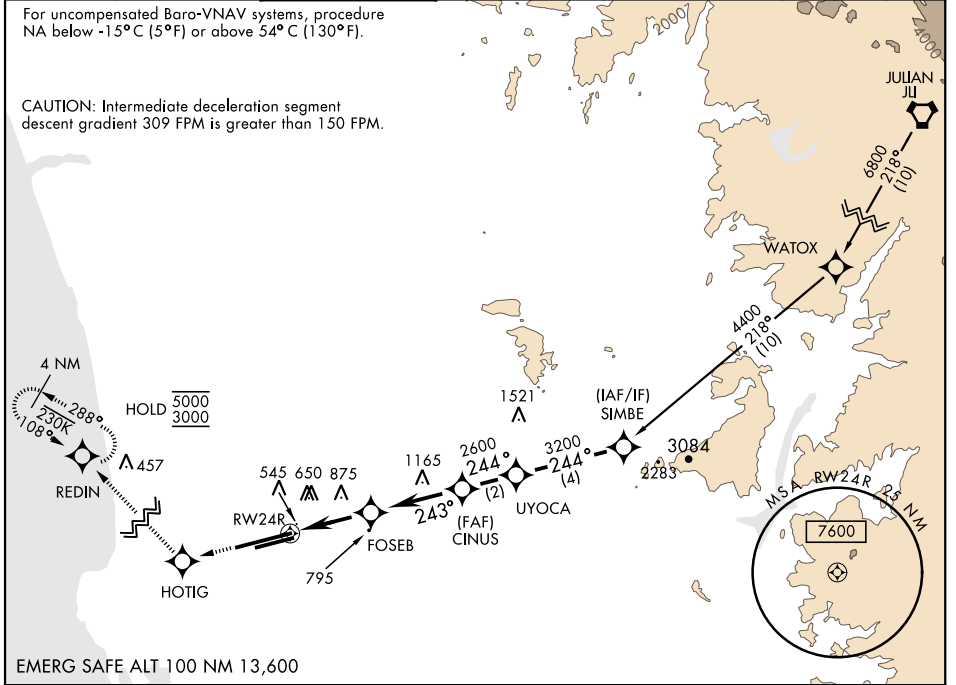 For uncompensated Baro-VNAV systems, procedure
NA below -15°C (5°F) or above 54°C (130°F).
CAUTION: Intermediate deceleration segment
descent gradient 309 FPM is greater than 150 FPM.
2000
4000
JULIAN
JLI
6800
218°
(10)
WATOX
4400
218°
(10)
4 NM
288°
230K
108°
HOLD 5000
3000
REDIN
457
1521
(IAF/IF)
SIMBE
3084
2283
2600
244°
(2)
3200
244°
(4)
UYOCA
545
650
875
1165
243°
(FAF)
CINUS
RW24R
FOSEB
795
HOTIG
MSA RW24R 25 NM
7600
EMERG SAFE ALT 100 NM 13,600